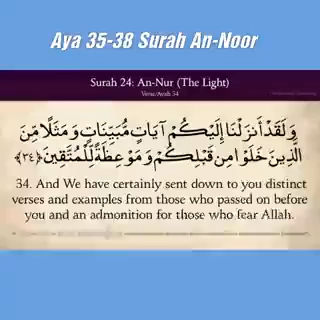 Aya 35-38 Surah An-Noor
Surah 24: An-Nur (The Light)
Verse/Ayah 34
وَلَقَدْ أَنزَلْنَا إِلَيْكُمْ آيَاتٍ مُّبَيِّنَاتٍ وَمَثَلًا مِّنَ
الَّذِينَ خَلَوْا مِن قَبْلِكُمْ وَمَوْعِظَةً لِّلْمُتَّقِينَ ﴿٣٤﴾
34. And We have certainly sent down to you distinct
verses and examples from those who passed on before
you and an admonition for those who fear Allah.